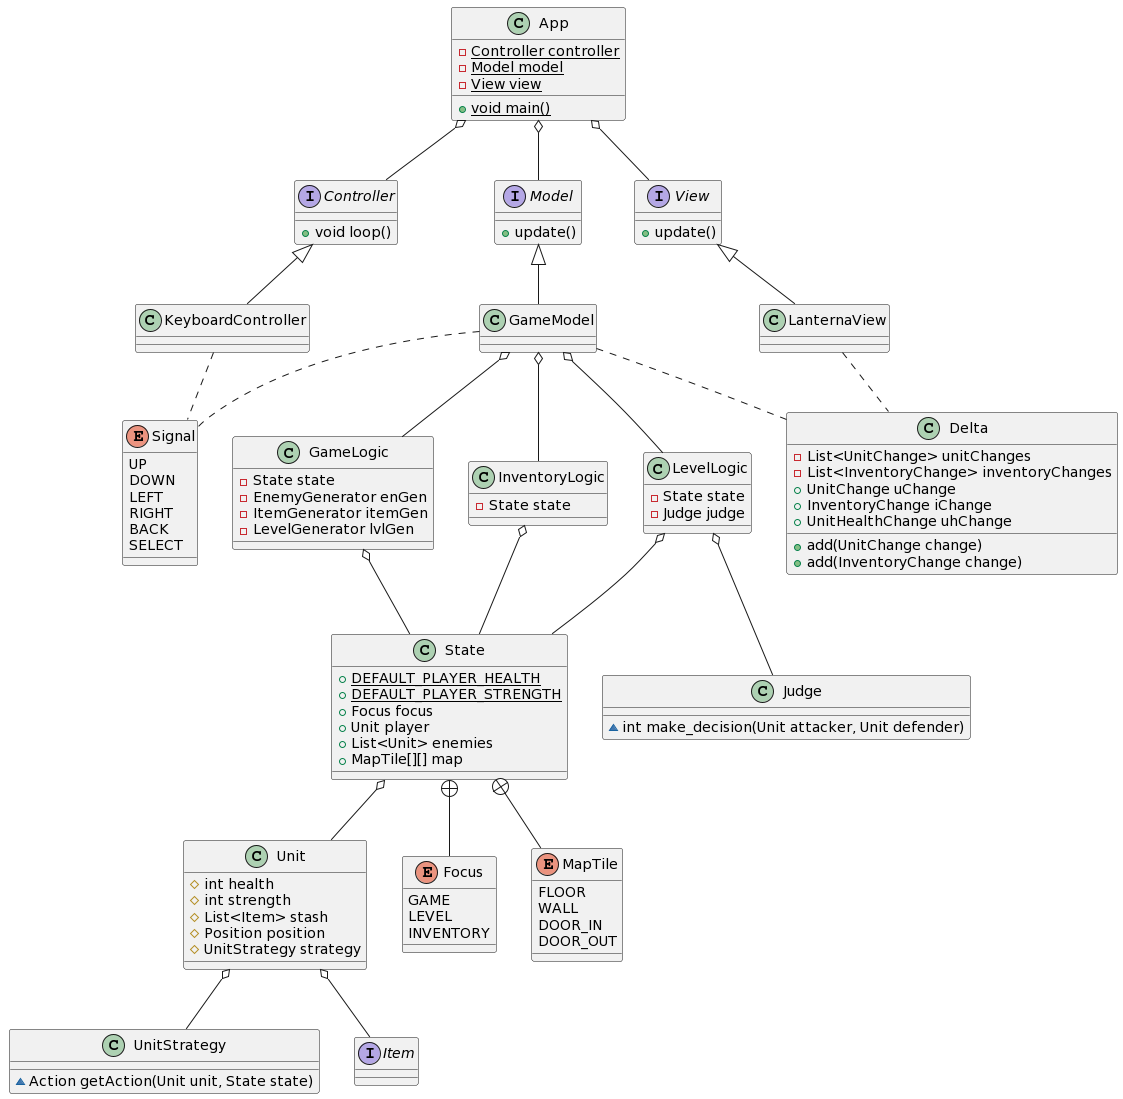 C App
Controller controller
Model model
View view
void main()
I Controller
void loop()
I Model
update()
I View
update()
C KeyboardController
C GameModel
C LanternaView
E Signal
UP
DOWN
LEFT
RIGHT
BACK
SELECT
C GameLogic
State state
EnemyGenerator enGen
ItemGenerator itemGen
LevelGenerator lvlGen
C InventoryLogic
State state
C LevelLogic
State state
Judge judge
C Delta
List<UnitChange> unitChanges
List<InventoryChange> inventoryChanges
UnitChange uChange
InventoryChange iChange
UnitHealthChange uhChange
add(UnitChange change)
add(InventoryChange change)
C State
DEFAULT_PLAYER_HEALTH
DEFAULT_PLAYER_STRENGTH
Focus focus
Unit player
List<Unit> enemies
MapTile[][] map
C Judge
int make_decision(Unit attacker, Unit defender)
C Unit
int health
int strength
List<Item> stash
Position position
UnitStrategy strategy
E Focus
GAME
LEVEL
INVENTORY
E MapTile
FLOOR
WALL
DOOR_IN
DOOR_OUT
C UnitStrategy
Action getAction(Unit unit, State state)
I Item